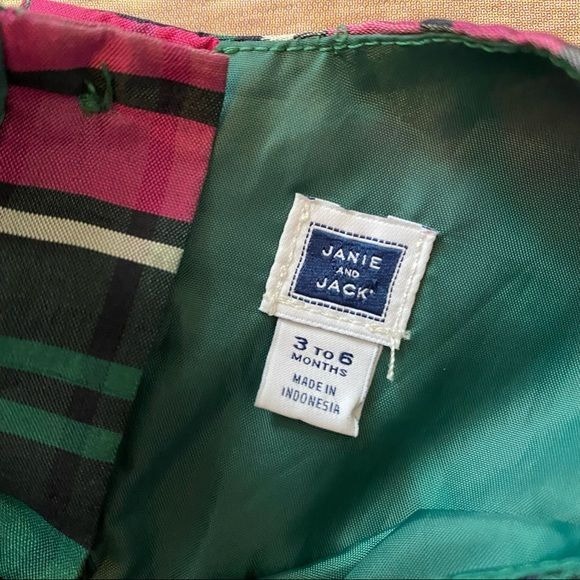 JANIE
AND
JACK
3 TO 6
MONTHS
MADE IN
INDONESIA